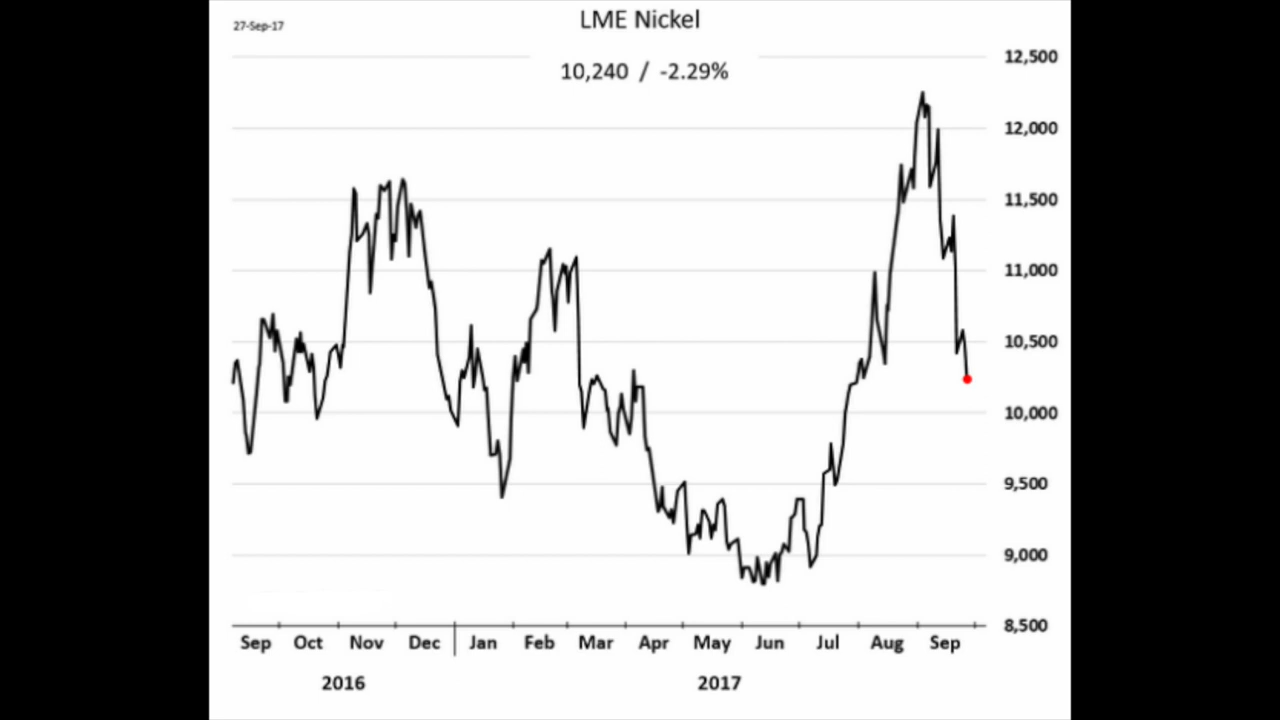 27-Sep-17
LME Nickel
10,240 / -2.29%
12,500
12,000
11,500
11,000
10,500
10,000
9,500
9,000
8,500
Sep Oct Nov Dec Jan Feb Mar Apr May Jun Jul Aug Sep
2016 2017